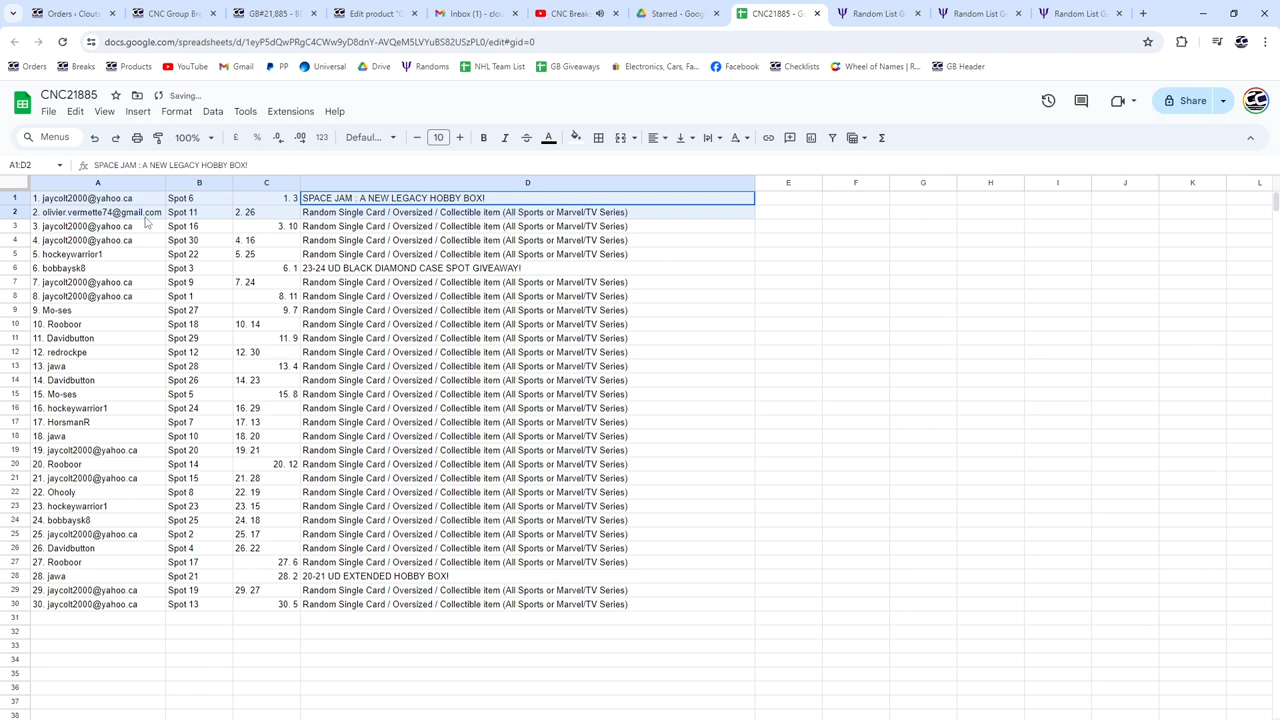 Orders ‹ Clouts
CNC Group Bre
GB#21885 - BO
Edit product "C
Inbox (1) - clou
CNC Breaks
Starred - Goog
CNC21885 - Go
Random List Ge
Random List Ge
Random List Ge
docs.google.com/spreadsheets/d/1eyP5dQwPRgC4CWw9yD8dnY-AVQeM5LVYuBS82USzPL0/edit#gid=0
Orders Breaks Products YouTube Gmail PP Universal Drive Randoms NHL Team List GB Giveaways Electronics, Cars, Fa... Facebook Checklists Wheel of Names | R... GB Header
CNC21885 Saving...
File Edit View Insert Format Data Tools Extensions Help
Share
Menus 100% £ % .0 .00 123 Defaul... 10 B I A
A1:D2 SPACE JAM : A NEW LEGACY HOBBY BOX!
A B C D E F G H I J K L
1 1. jaycolt2000@yahoo.ca Spot 6 1. 3 SPACE JAM : A NEW LEGACY HOBBY BOX!
2 2. olivier.vermette74@gmail.com Spot 11 2. 26 Random Single Card / Oversized / Collectible item (All Sports or Marvel/TV Series)
3 3. jaycolt2000@yahoo.ca Spot 16 3. 10 Random Single Card / Oversized / Collectible item (All Sports or Marvel/TV Series)
4 4. jaycolt2000@yahoo.ca Spot 30 4. 16 Random Single Card / Oversized / Collectible item (All Sports or Marvel/TV Series)
5 5. hockeywarrior1 Spot 22 5. 25 Random Single Card / Oversized / Collectible item (All Sports or Marvel/TV Series)
6 6. bobbaysk8 Spot 3 6. 1 23-24 UD BLACK DIAMOND CASE SPOT GIVEAWAY!
7 7. jaycolt2000@yahoo.ca Spot 9 7. 24 Random Single Card / Oversized / Collectible item (All Sports or Marvel/TV Series)
8 8. jaycolt2000@yahoo.ca Spot 1 8. 11 Random Single Card / Oversized / Collectible item (All Sports or Marvel/TV Series)
9 9. Mo-ses Spot 27 9. 7 Random Single Card / Oversized / Collectible item (All Sports or Marvel/TV Series)
10 10. Rooboor Spot 18 10. 14 Random Single Card / Oversized / Collectible item (All Sports or Marvel/TV Series)
11 11. Davidbutton Spot 29 11. 9 Random Single Card / Oversized / Collectible item (All Sports or Marvel/TV Series)
12 12. redrockpe Spot 12 12. 30 Random Single Card / Oversized / Collectible item (All Sports or Marvel/TV Series)
13 13. jawa Spot 28 13. 4 Random Single Card / Oversized / Collectible item (All Sports or Marvel/TV Series)
14 14. Davidbutton Spot 26 14. 23 Random Single Card / Oversized / Collectible item (All Sports or Marvel/TV Series)
15 15. Mo-ses Spot 5 15. 8 Random Single Card / Oversized / Collectible item (All Sports or Marvel/TV Series)
16 16. hockeywarrior1 Spot 24 16. 29 Random Single Card / Oversized / Collectible item (All Sports or Marvel/TV Series)
17 17. HorsmanR Spot 7 17. 13 Random Single Card / Oversized / Collectible item (All Sports or Marvel/TV Series)
18 18. jawa Spot 10 18. 20 Random Single Card / Oversized / Collectible item (All Sports or Marvel/TV Series)
19 19. jaycolt2000@yahoo.ca Spot 20 19. 21 Random Single Card / Oversized / Collectible item (All Sports or Marvel/TV Series)
20 20. Rooboor Spot 14 20. 12 Random Single Card / Oversized / Collectible item (All Sports or Marvel/TV Series)
21 21. jaycolt2000@yahoo.ca Spot 15 21. 28 Random Single Card / Oversized / Collectible item (All Sports or Marvel/TV Series)
22 22. Ohooly Spot 8 22. 19 Random Single Card / Oversized / Collectible item (All Sports or Marvel/TV Series)
23 23. hockeywarrior1 Spot 23 23. 15 Random Single Card / Oversized / Collectible item (All Sports or Marvel/TV Series)
24 24. bobbaysk8 Spot 25 24. 18 Random Single Card / Oversized / Collectible item (All Sports or Marvel/TV Series)
25 25. jaycolt2000@yahoo.ca Spot 2 25. 17 Random Single Card / Oversized / Collectible item (All Sports or Marvel/TV Series)
26 26. Davidbutton Spot 4 26. 22 Random Single Card / Oversized / Collectible item (All Sports or Marvel/TV Series)
27 27. Rooboor Spot 17 27. 6 Random Single Card / Oversized / Collectible item (All Sports or Marvel/TV Series)
28 28. jawa Spot 21 28. 2 20-21 UD EXTENDED HOBBY BOX!
29 29. jaycolt2000@yahoo.ca Spot 19 29. 27 Random Single Card / Oversized / Collectible item (All Sports or Marvel/TV Series)
30 30. jaycolt2000@yahoo.ca Spot 13 30. 5 Random Single Card / Oversized / Collectible item (All Sports or Marvel/TV Series)
31
32
33
34
35
36
37
38